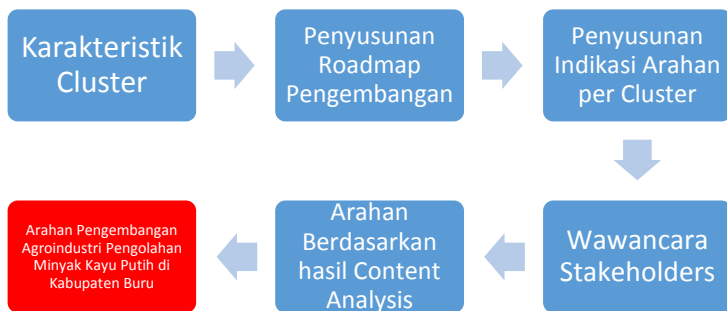 Karakteristik
Cluster
Penyusunan
Roadmap
Pengembangan
Penyusunan
Indikasi Arahan
per Cluster
Wawancara
Stakeholders
Arahan
Berdasarkan
hasil Content
Analysis
Arahan Pengembangan
Agroindustri Pengolahan
Minyak Kayu Putih di
Kabupaten Buru